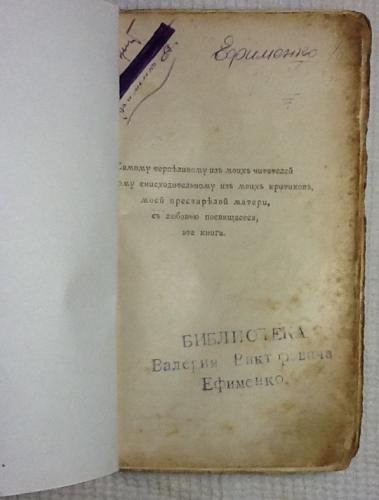 Ефименко
Самому терпѣливому изъ моихъ читателей
ому снисходительному изъ моихъ критиковъ,
моей престарѣлой матери,
съ любовью посвящается,
эта книга.
БИБЛИОТЕКА
Валерия Викторовича
Ефименко.